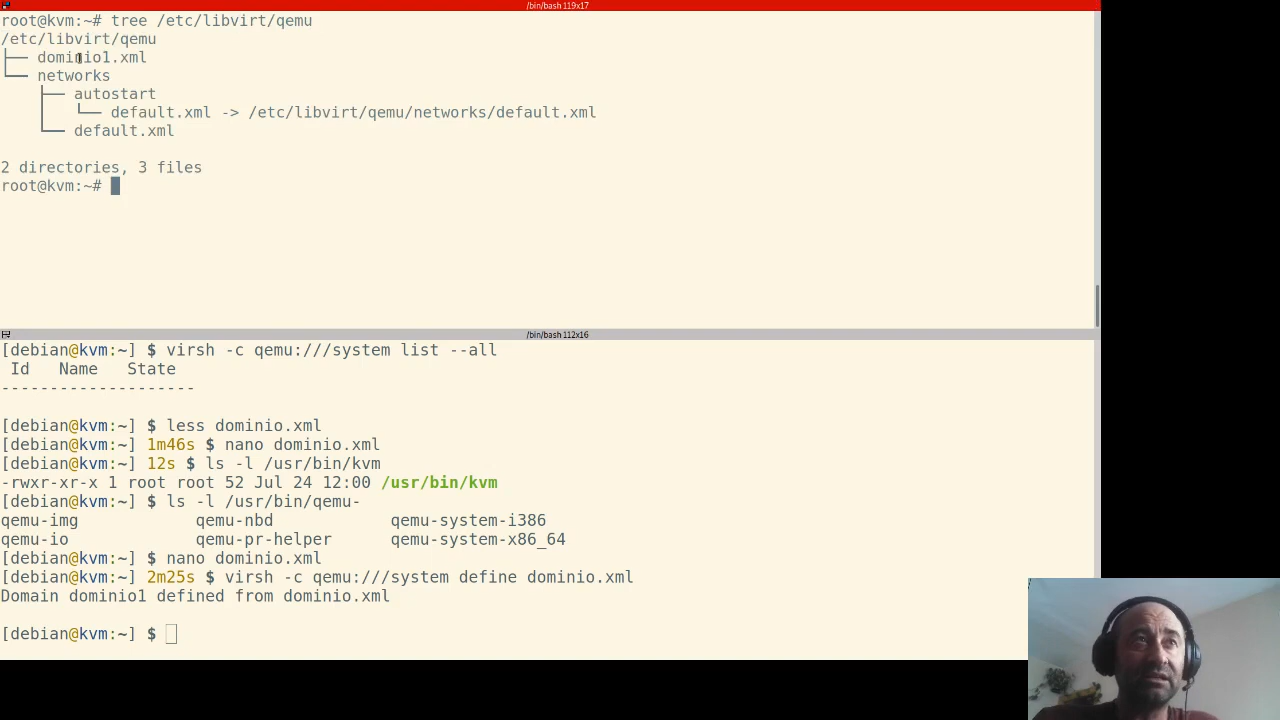 /bin/bash 119x17
root@kvm:~# tree /etc/libvirt/qemu
/etc/libvirt/qemu
├── dominio1.xml
└── networks
    ├── autostart
    │   └── default.xml -> /etc/libvirt/qemu/networks/default.xml
    └── default.xml
2 directories, 3 files
root@kvm:~#
/bin/bash 112x16
[debian@kvm:~] $ virsh -c qemu:///system list --all
 Id   Name   State
--------------------
[debian@kvm:~] $ less dominio.xml
[debian@kvm:~] 1m46s $ nano dominio.xml
[debian@kvm:~] 12s $ ls -l /usr/bin/kvm
-rwxr-xr-x 1 root root 52 Jul 24 12:00 /usr/bin/kvm
[debian@kvm:~] $ ls -l /usr/bin/qemu-
qemu-img            qemu-nbd            qemu-system-i386
qemu-io             qemu-pr-helper      qemu-system-x86_64
[debian@kvm:~] $ nano dominio.xml
[debian@kvm:~] 2m25s $ virsh -c qemu:///system define dominio.xml
Domain dominio1 defined from dominio.xml
[debian@kvm:~] $